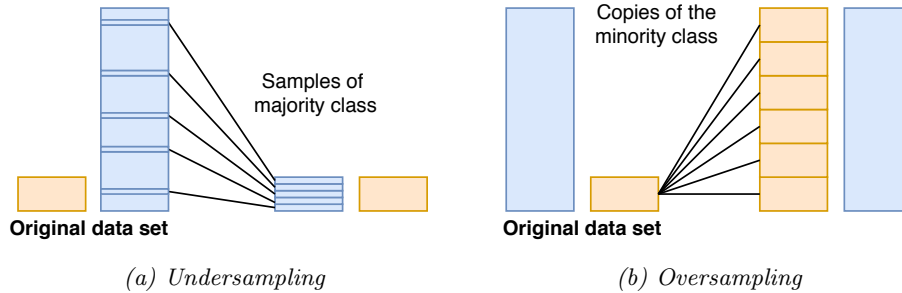 Samples of
majority class
Original data set
(a) Undersampling
Copies of the
minority class
Original data set
(b) Oversampling